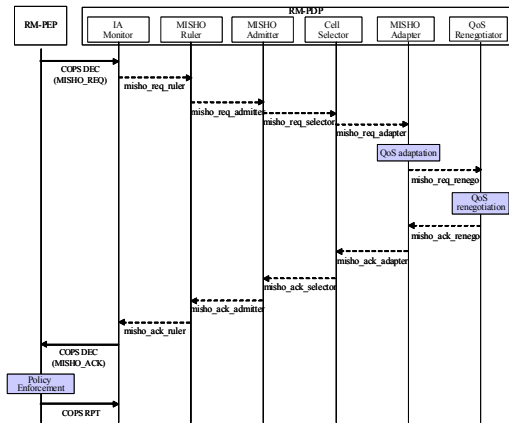 RM-PDP
RM-PEP
IA
Monitor
MISHO
Ruler
MISHO
Admitter
Cell
Selector
MISHO
Adapter
QoS
Renegotiator
COPS DEC
(MISHO_REQ)
misho_req_ruler
misho_req_admitter
misho_req_selector
misho_req_adapter
QoS adaptation
misho_req_renego
QoS
renegotiation
misho_ack_renego
misho_ack_adapter
misho_ack_selector
misho_ack_admitter
misho_ack_ruler
COPS DEC
(MISHO_ACK)
Policy
Enforcement
COPS RPT